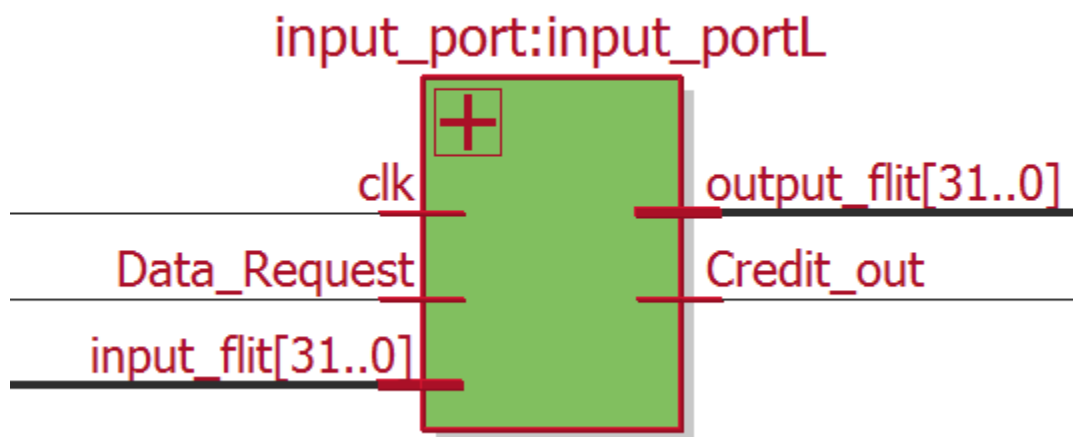 input_port:input_portL
clk
output_flit[31..0]
Data_Request
Credit_out
input_flit[31..0]